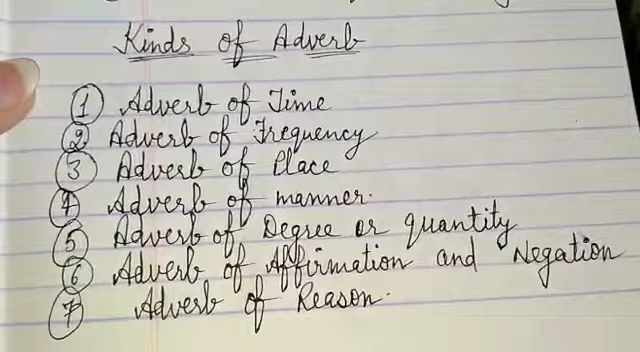 Kinds of Adverb
1 Adverb of Time
2 Adverb of Frequency
3 Adverb of Place
4 Adverb of manner.
5 Adverb of Degree or quantity
6 Adverb of Affirmation and Negation
7 Adverb of Reason.